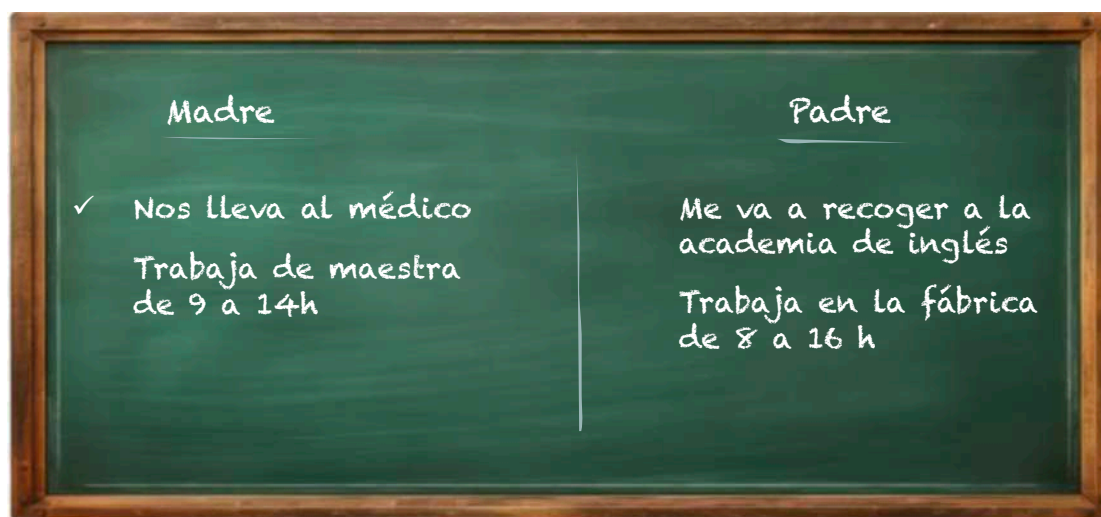 Madre
✓ Nos lleva al médico
Trabaja de maestra
de 9 a 14h
Padre
Me va a recoger a la
academia de inglés
Trabaja en la fábrica
de 8 a 16 h